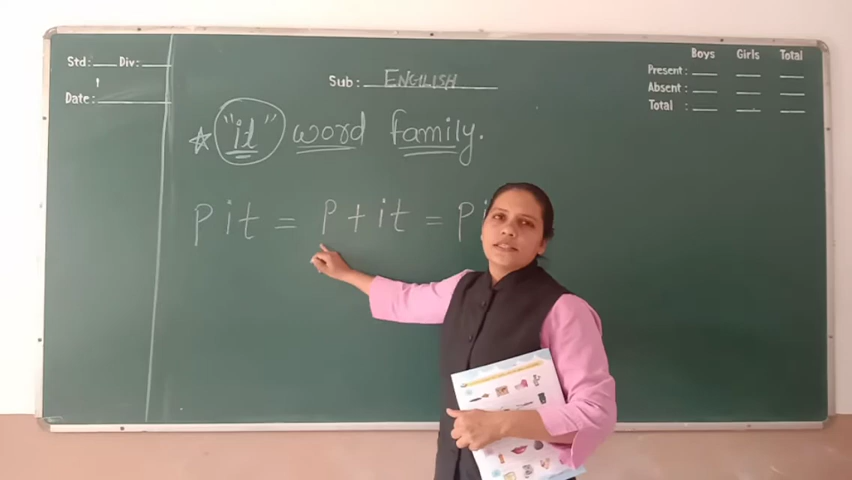 Std: Div: Sub: ENGLISH Boys Girls Total
Present:
Date: Absent:
Total :
"it" word family.
pit = p + it =